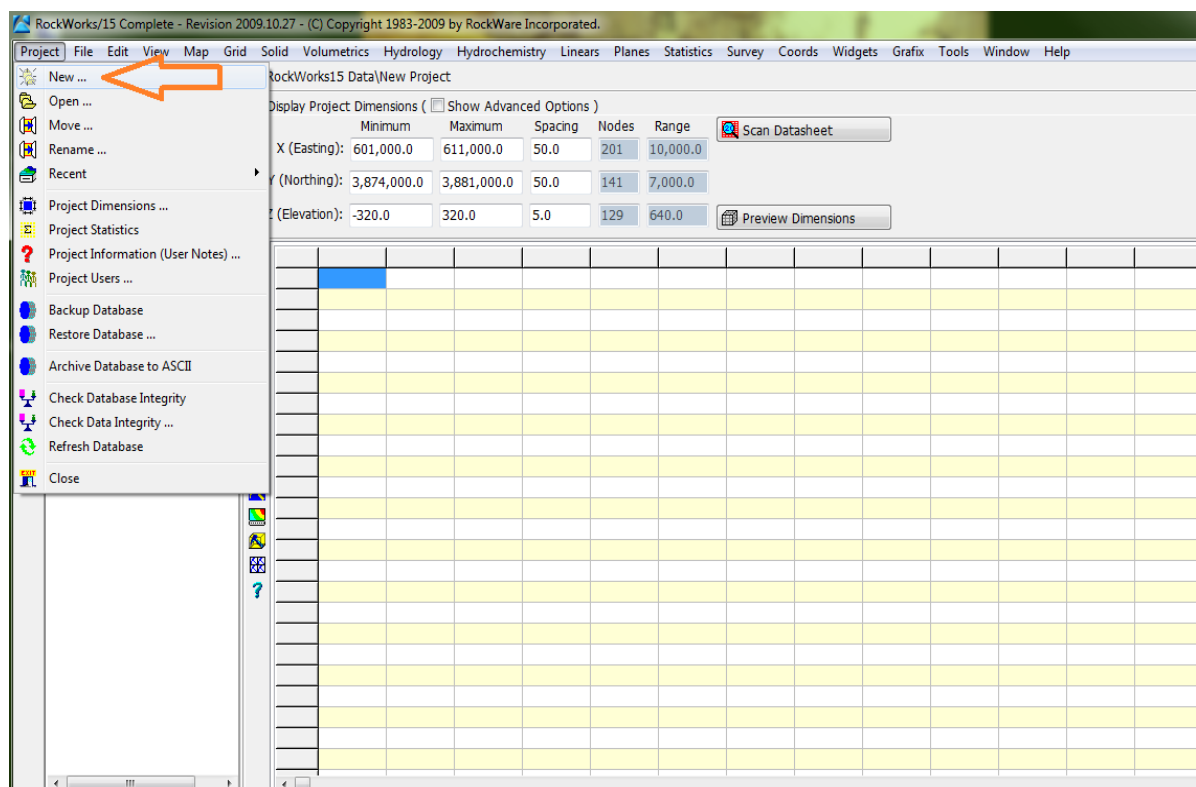 RockWorks/15 Complete - Revision 2009.10.27 - (C) Copyright 1983-2009 by RockWare Incorporated.
Project File Edit View Map Grid Solid Volumetrics Hydrology Hydrochemistry Linears Planes Statistics Survey Coords Widgets Grafix Tools Window Help
New ...
Open ...
Move ...
Rename ...
Recent
Project Dimensions ...
Project Statistics
Project Information (User Notes) ...
Project Users ...
Backup Database
Restore Database ...
Archive Database to ASCII
Check Database Integrity
Check Data Integrity ...
Refresh Database
EXIT Close
RockWorks15 Data\New Project
Display Project Dimensions ( Show Advanced Options )
Minimum Maximum Spacing Nodes Range Scan Datasheet
X (Easting): 601,000.0 611,000.0 50.0 201 10,000.0
Y (Northing): 3,874,000.0 3,881,000.0 50.0 141 7,000.0
Z (Elevation): -320.0 320.0 5.0 129 640.0 Preview Dimensions